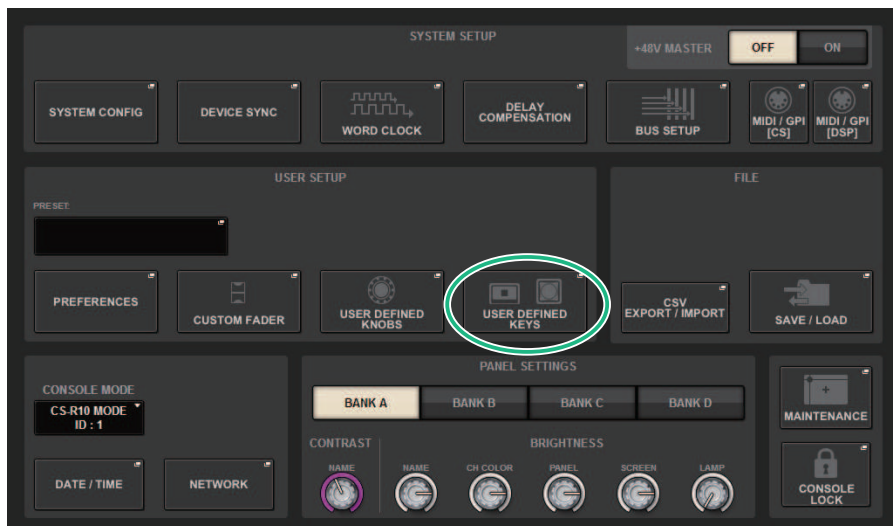 SYSTEM SETUP
+48V MASTER
OFF
ON
SYSTEM CONFIG
DEVICE SYNC
WORD CLOCK
DELAY
COMPENSATION
BUS SETUP
MIDI / GPI
[CS]
MIDI / GPI
[DSP]
USER SETUP
PRESET
PREFERENCES
CUSTOM FADER
USER DEFINED
KNOBS
USER DEFINED
KEYS
FILE
CSV
EXPORT / IMPORT
SAVE / LOAD
CONSOLE MODE
CS-R10 MODE
ID : 1
DATE / TIME
NETWORK
PANEL SETTINGS
BANK A
BANK B
BANK C
BANK D
CONTRAST
BRIGHTNESS
NAME
NAME
CH COLOR
PANEL
SCREEN
LAMP
MAINTENANCE
CONSOLE
LOCK